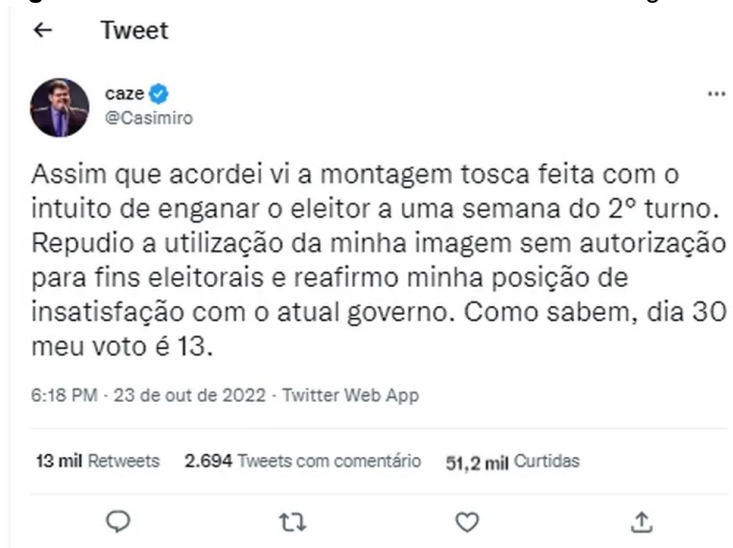 Tweet
caze
@Casimiro
Assim que acordei vi a montagem tosca feita com o
intuito de enganar o eleitor a uma semana do 2º turno.
Repudio a utilização da minha imagem sem autorização
para fins eleitorais e reafirmo minha posição de
insatisfação com o atual governo. Como sabem, dia 30
meu voto é 13.
6:18 PM · 23 de out de 2022 · Twitter Web App
13 mil Retweets 2.694 Tweets com comentário 51,2 mil Curtidas